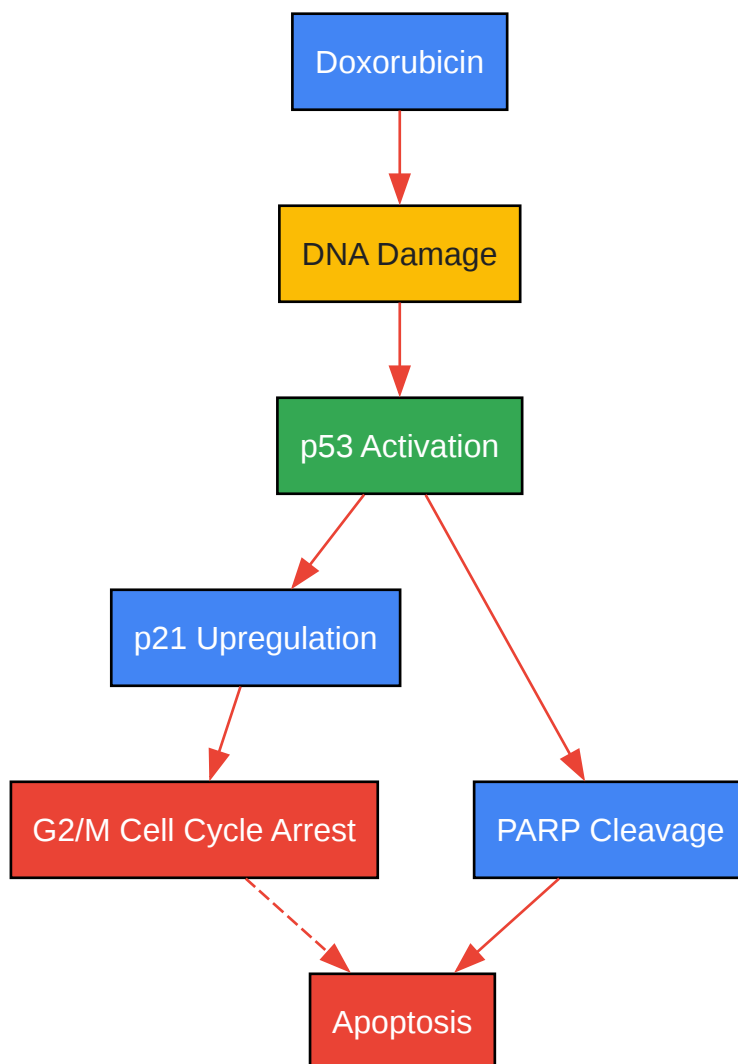 Doxorubicin
DNA Damage
p53 Activation
p21 Upregulation
G2/M Cell Cycle Arrest
PARP Cleavage
Apoptosis